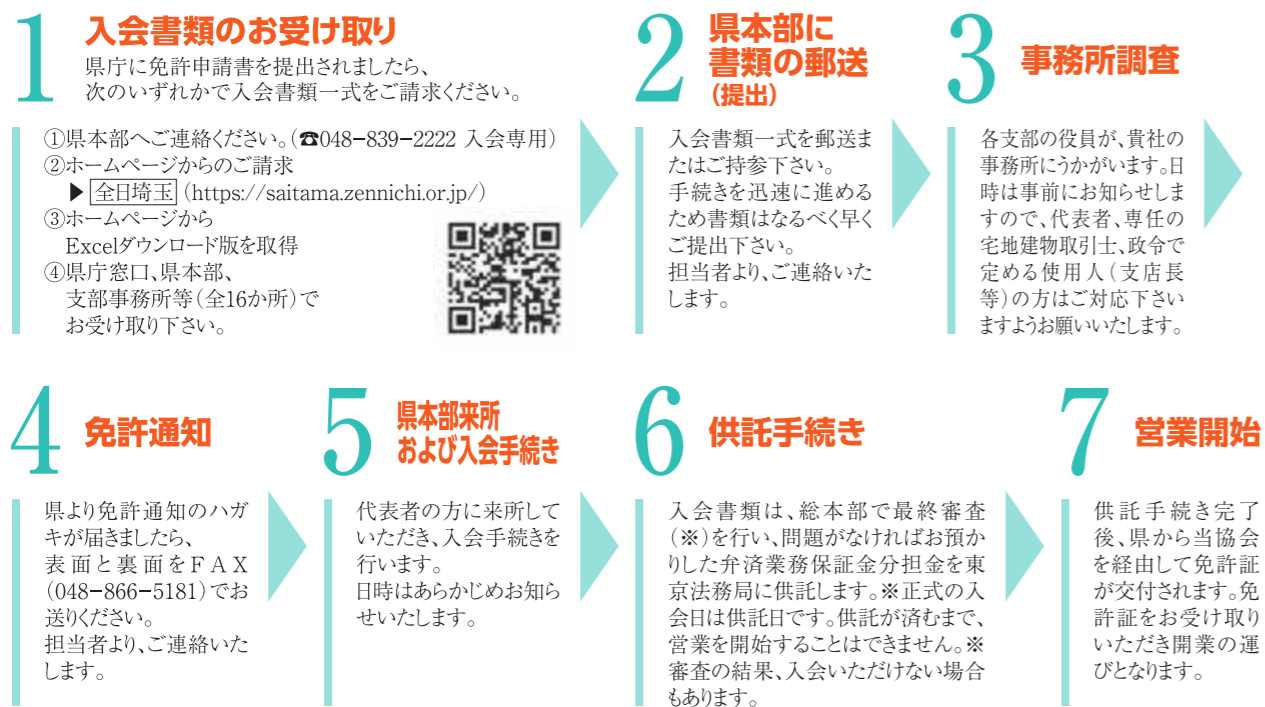 1
入会書類のお受け取り
県庁に免許申請書を提出されましたら、
次のいずれかで入会書類一式をご請求ください。
①県本部へご連絡ください。(☎048-839-2222 入会専用)
②ホームページからのご請求
▶全日埼玉(https://saitama.zennichi.or.jp/)
③ホームページから
Excelダウンロード版を取得
④県庁窓口、県本部、
支部事務所等(全16か所)で
お受け取り下さい。
2
県本部に
書類の郵送
(提出)
入会書類一式を郵送ま
たはご持参下さい。
手続きを迅速に進める
ため書類はなるべく早く
ご提出下さい。
担当者より、ご連絡いた
します。
3
事務所調査
各支部の役員が、貴社の
事務所にうかがいます。日
時は事前にお知らせしま
すので、代表者、専任の
宅地建物取引士、政令で
定める使用人(支店長
等)の方はご対応下さい
ますようお願いいたします。
4
免許通知
県より免許通知のハガ
キが届きましたら、
表面と裏面をFAX
(048-866-5181)でお
送りください。
担当者より、ご連絡いた
します。
5
県本部来所
および入会手続き
代表者の方に来所して
いただき、入会手続きを
行います。
日時はあらかじめお知ら
せいたします。
6
供託手続き
入会書類は、総本部で最終審査
(※)を行い、問題がなければお預か
りした弁済業務保証金分担金を東
京法務局に供託します。※正式の入
会日は供託日です。供託が済むまで、
営業を開始することはできません。※
審査の結果、入会いただけない場合
もあります。
7
営業開始
供託手続き完了
後、県から当協会
を経由して免許証
が交付されます。免
許証をお受け取り
いただき開業の運
びとなります。